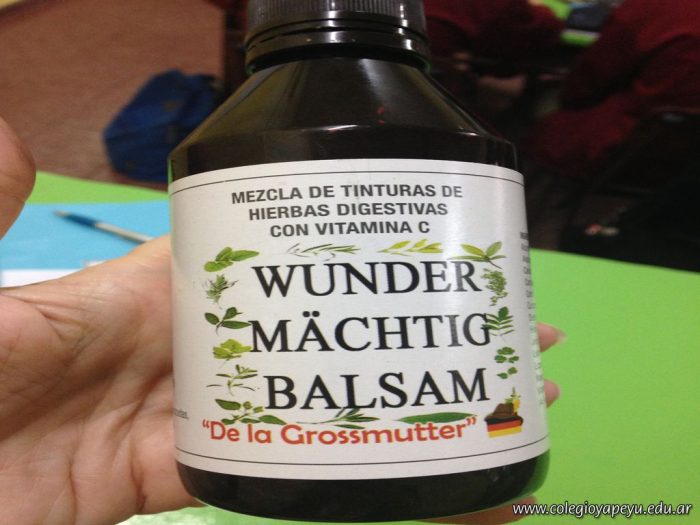 MEZCLA DE TINTURAS DE
HIERBAS DIGESTIVAS
CON VITAMINA C
WUNDER
MÄCHTIG
BALSAM
“De la Grossmutter”
www.colegioyapeyu.edu.ar